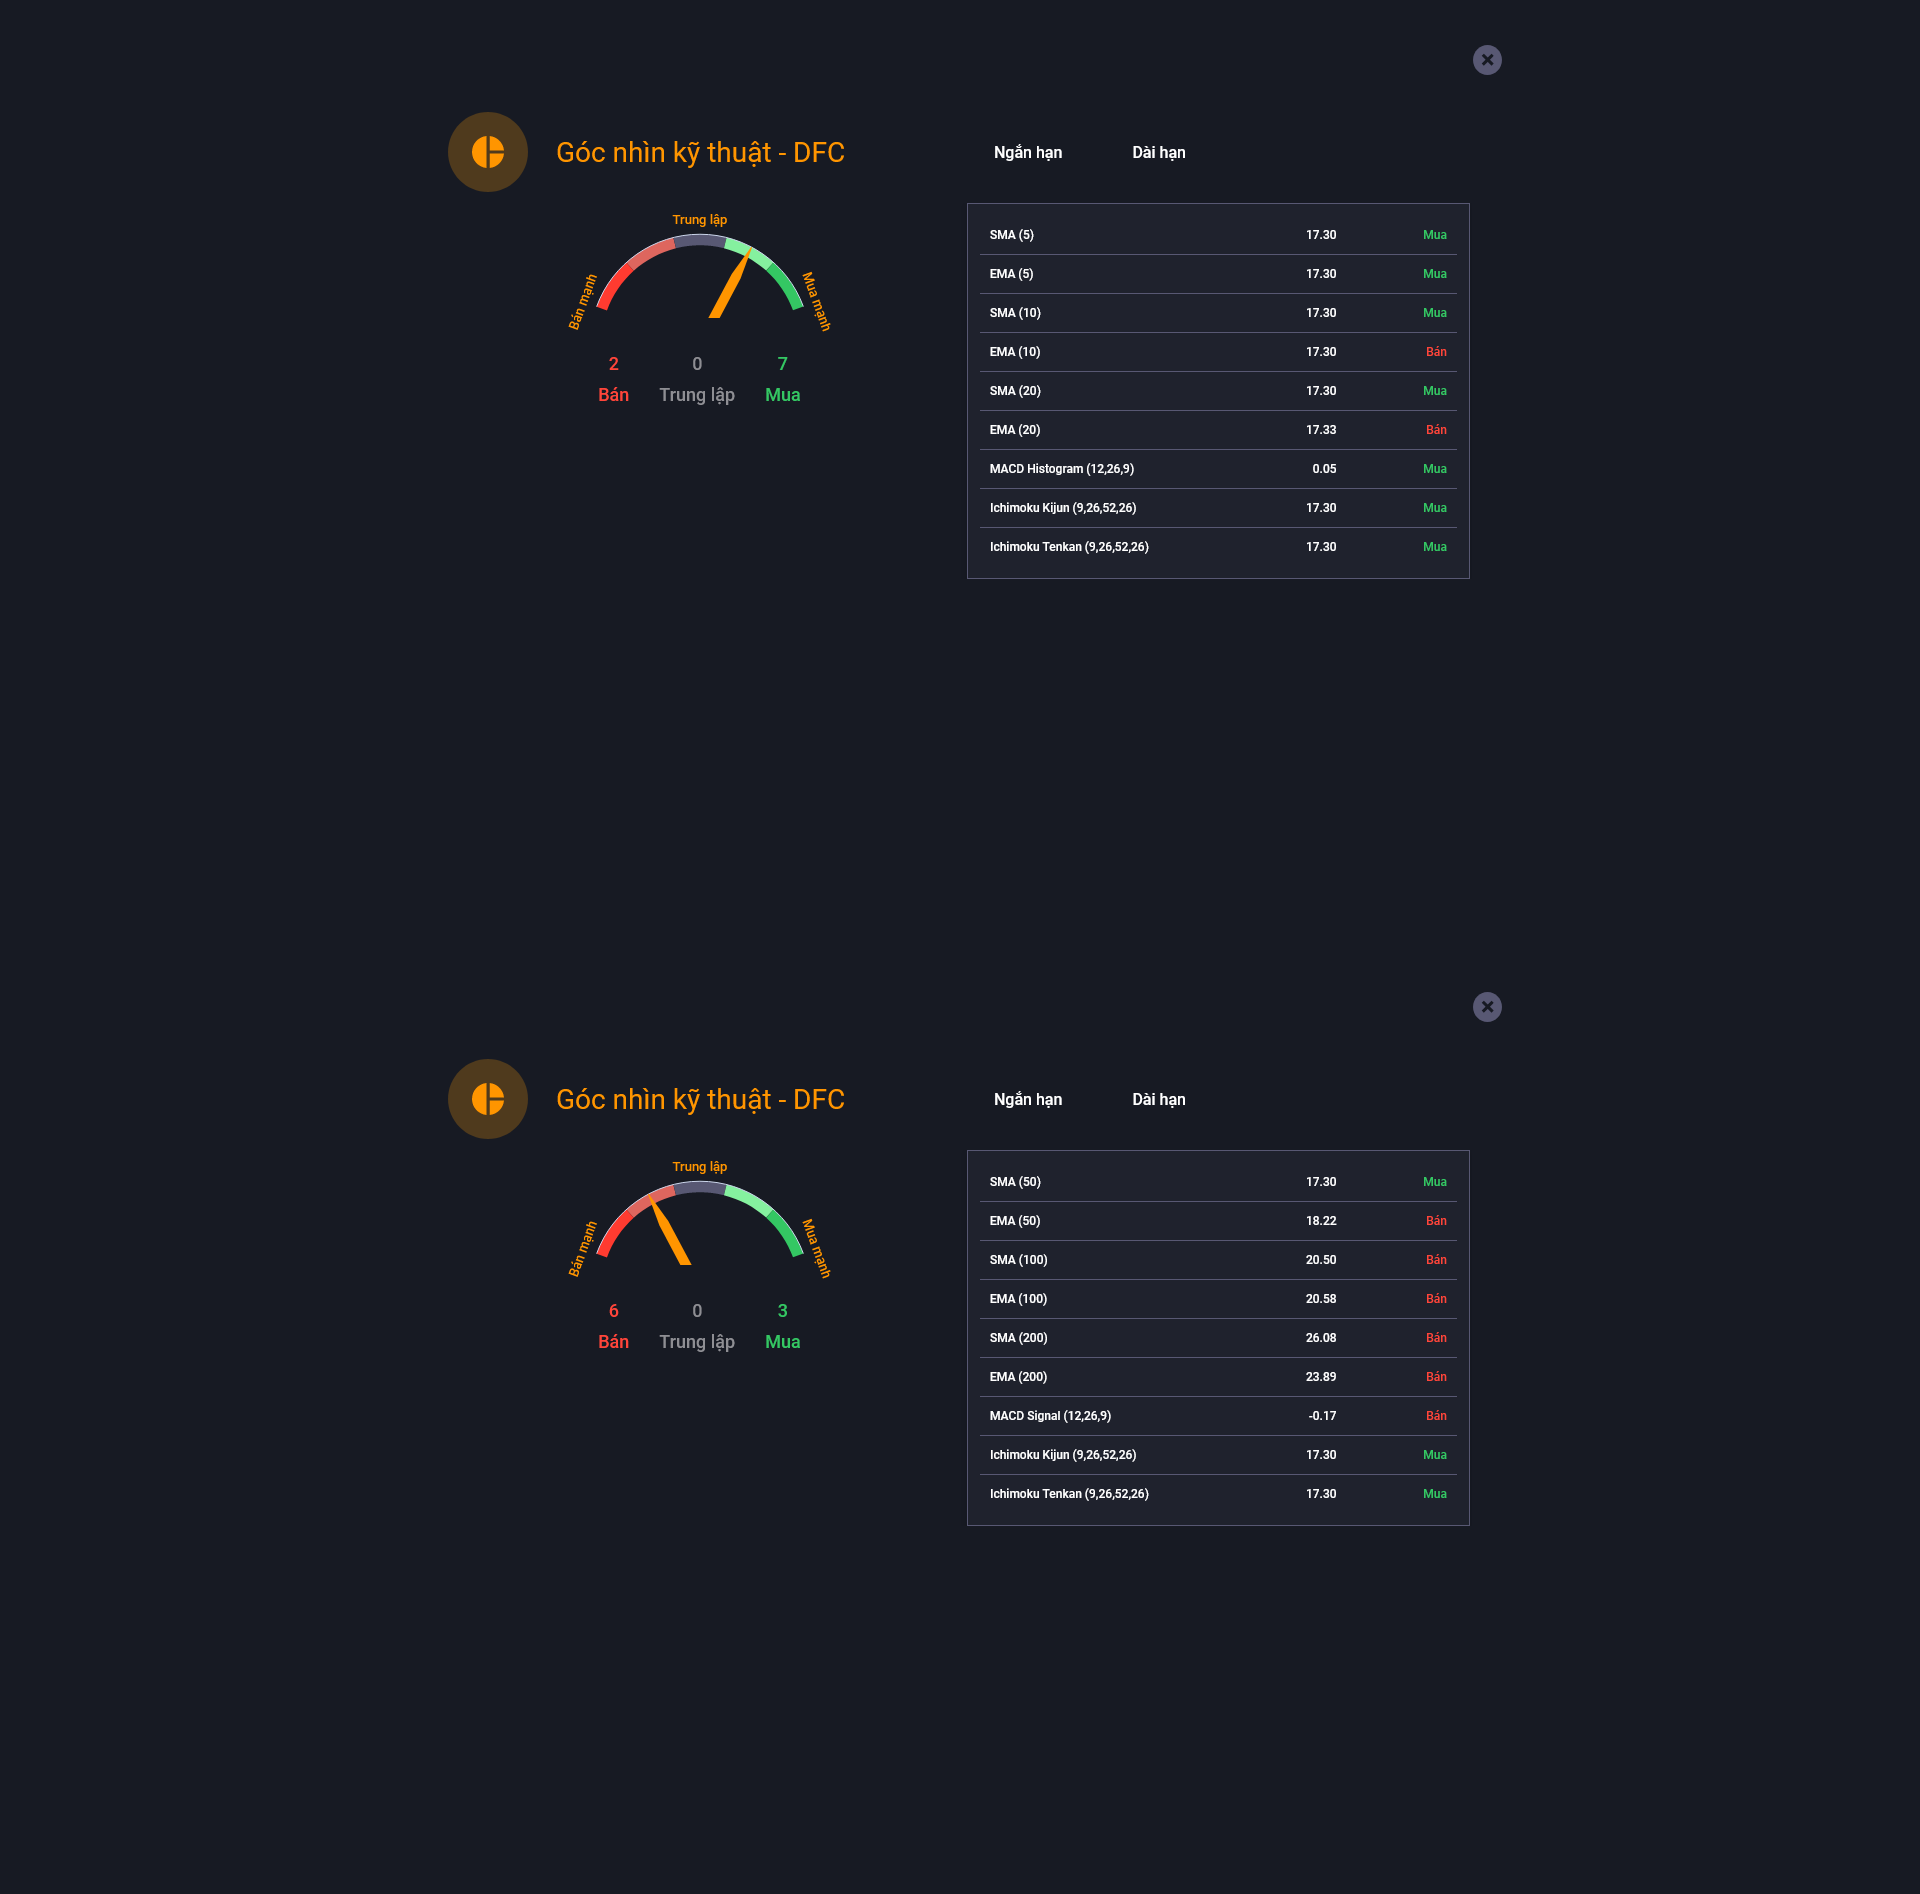 Góc nhìn kỹ thuật - DFC
Ngắn hạn Dài hạn
Trung lập
Bán mạnh
Mua mạnh
2 0 7
Bán Trung lập Mua
SMA (5) 17.30 Mua
EMA (5) 17.30 Mua
SMA (10) 17.30 Mua
EMA (10) 17.30 Bán
SMA (20) 17.30 Mua
EMA (20) 17.33 Bán
MACD Histogram (12,26,9) 0.05 Mua
Ichimoku Kijun (9,26,52,26) 17.30 Mua
Ichimoku Tenkan (9,26,52,26) 17.30 Mua
Góc nhìn kỹ thuật - DFC
Ngắn hạn Dài hạn
Trung lập
Bán mạnh
Mua mạnh
6 0 3
Bán Trung lập Mua
SMA (50) 17.30 Mua
EMA (50) 18.22 Bán
SMA (100) 20.50 Bán
EMA (100) 20.58 Bán
SMA (200) 26.08 Bán
EMA (200) 23.89 Bán
MACD Signal (12,26,9) -0.17 Bán
Ichimoku Kijun (9,26,52,26) 17.30 Mua
Ichimoku Tenkan (9,26,52,26) 17.30 Mua